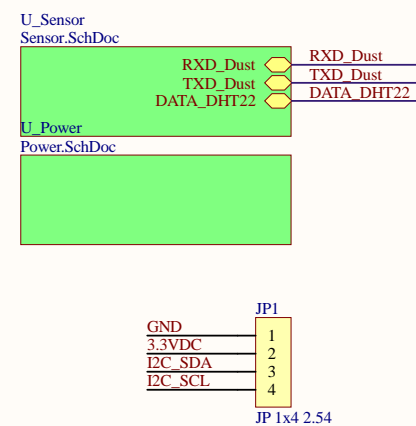 U_Sensor
Sensor.SchDoc
RXD_Dust RXD_Dust
TXD_Dust TXD_Dust
DATA_DHT22 DATA_DHT22
U_Power
Power.SchDoc
JP1
GND 1
3.3VDC 2
I2C_SDA 3
I2C_SCL 4
JP 1x4 2.54